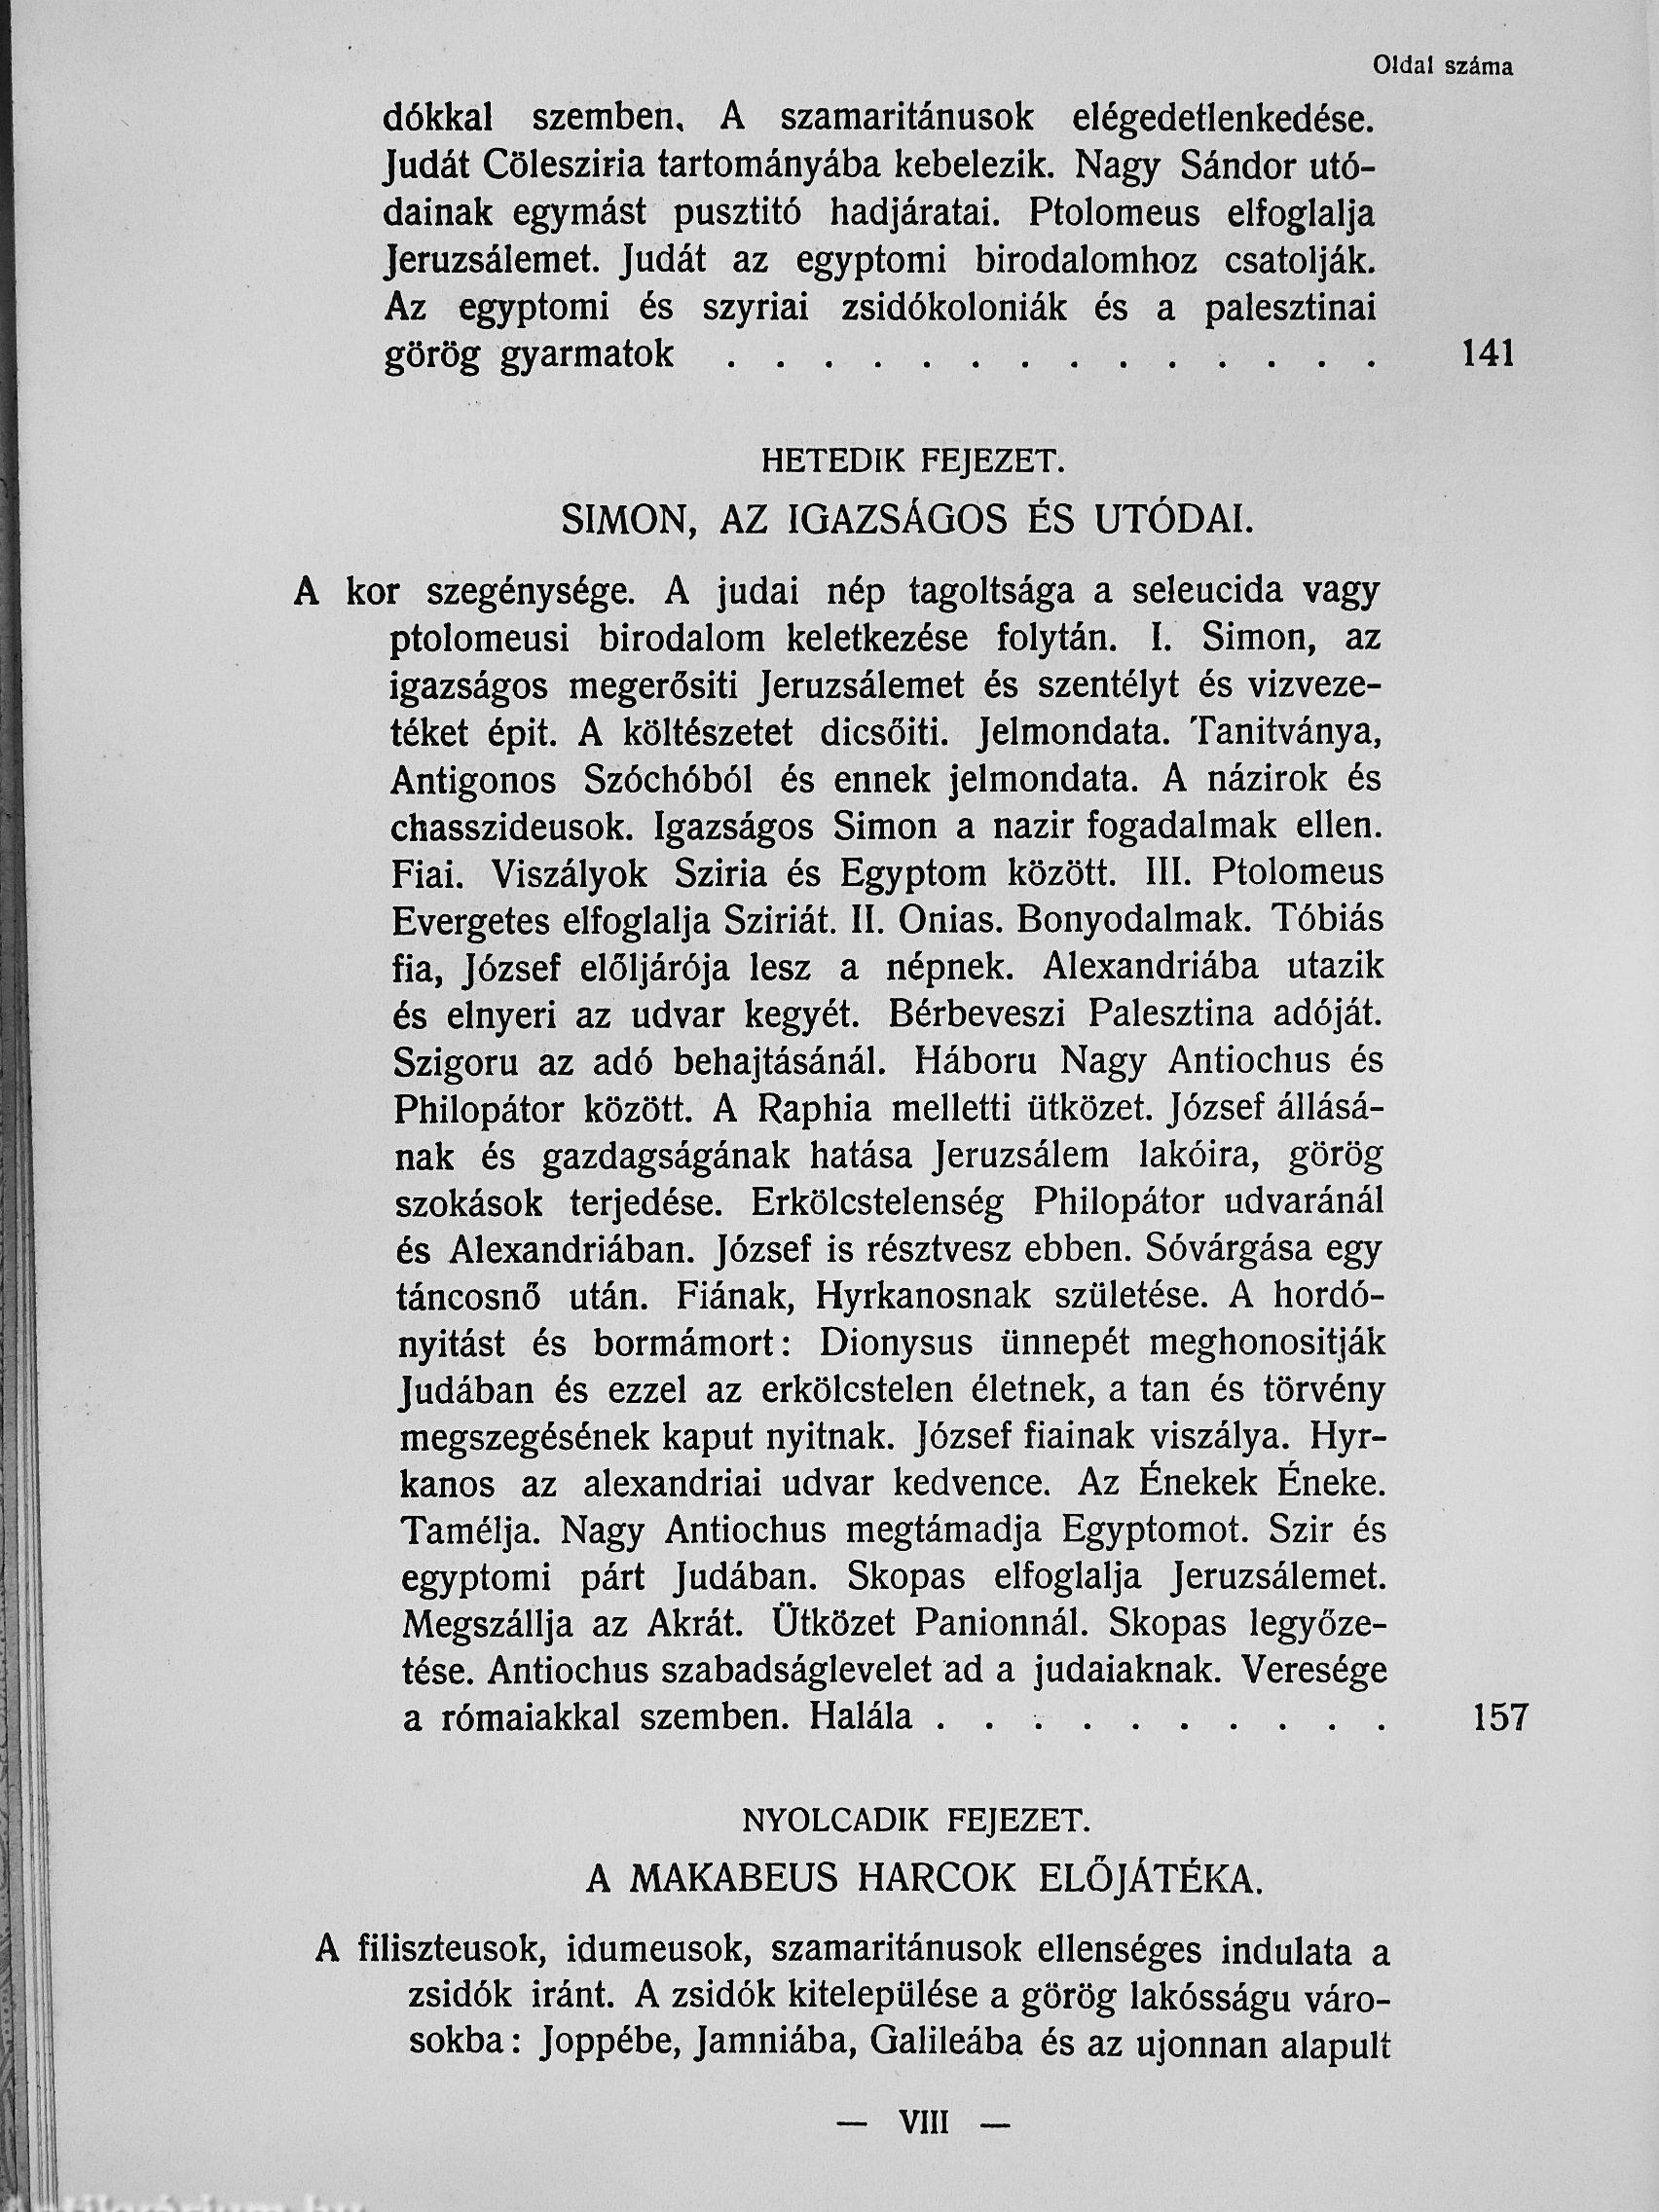 Oldal száma
dókkal szemben. A szamaritánusok elégedetlenkedése.
Judát Cöleszíria tartományába kebelezik. Nagy Sándor utó-
dainak egymást pusztitó hadjáratai. Ptolomeus elfoglalja
Jeruzsálemet. Judát az egyptomi birodalomhoz csatolják.
Az egyptomi és szyriai zsidókoloniák és a palesztinai
görög gyarmatok . . . . . . . . . . . . . . 141
HETEDIK FEJEZET.
SIMON, AZ IGAZSÁGOS ÉS UTÓDAI.
A kor szegénysége. A judai nép tagoltsága a seleucida vagy
ptolomeusi birodalom keletkezése folytán. I. Simon, az
igazságos megerősiti Jeruzsálemet és szentélyt és vizveze-
téket épit. A költészetet dicsőiti. Jelmondata. Tanitványa,
Antigonos Szóchóból és ennek jelmondata. A názirok és
chasszideusok. Igazságos Simon a nazir fogadalmak ellen.
Fiai. Viszályok Sziria és Egyptom között. III. Ptolomeus
Evergetes elfoglalja Sziriát. II. Onias. Bonyodalmak. Tóbiás
fia, József előljárója lesz a népnek. Alexandriába utazik
és elnyeri az udvar kegyét. Bérbeveszi Palesztina adóját.
Szigoru az adó behajtásánál. Háboru Nagy Antiochus és
Philopátor között. A Raphia melletti ütközet. József állásá-
nak és gazdagságának hatása Jeruzsálem lakóira, görög
szokások terjedése. Erkölcstelenség Philopátor udvaránál
és Alexandriában. József is résztvesz ebben. Sóvárgása egy
táncosnő után. Fiának, Hyrkanosnak születése. A hordó-
nyitást és bormámort: Dionysus ünnepét meghonositják
Judában és ezzel az erkölcstelen életnek, a tan és törvény
megszegésének kaput nyitnak. József fiainak viszálya. Hyr-
kanos az alexandriai udvar kedvence. Az Énekek Éneke.
Tamélja. Nagy Antiochus megtámadja Egyptomot. Szir és
egyptomi párt Judában. Skopas elfoglalja Jeruzsálemet.
Megszállja az Akrát. Ütközet Panionnál. Skopas legyőze-
tése. Antiochus szabadságlevelet ad a judaiaknak. Veresége
a rómaiakkal szemben. Halála . . . . . . . . . . 157
NYOLCADIK FEJEZET.
A MAKABEUS HARCOK ELŐJÁTÉKA.
A filiszteusok, idumeusok, szamaritánusok ellenséges indulata a
zsidók iránt. A zsidók kitelepülése a görög lakósságu váro-
sokba: Joppébe, Jamniába, Galileába és az ujonnan alapult
— VIII —